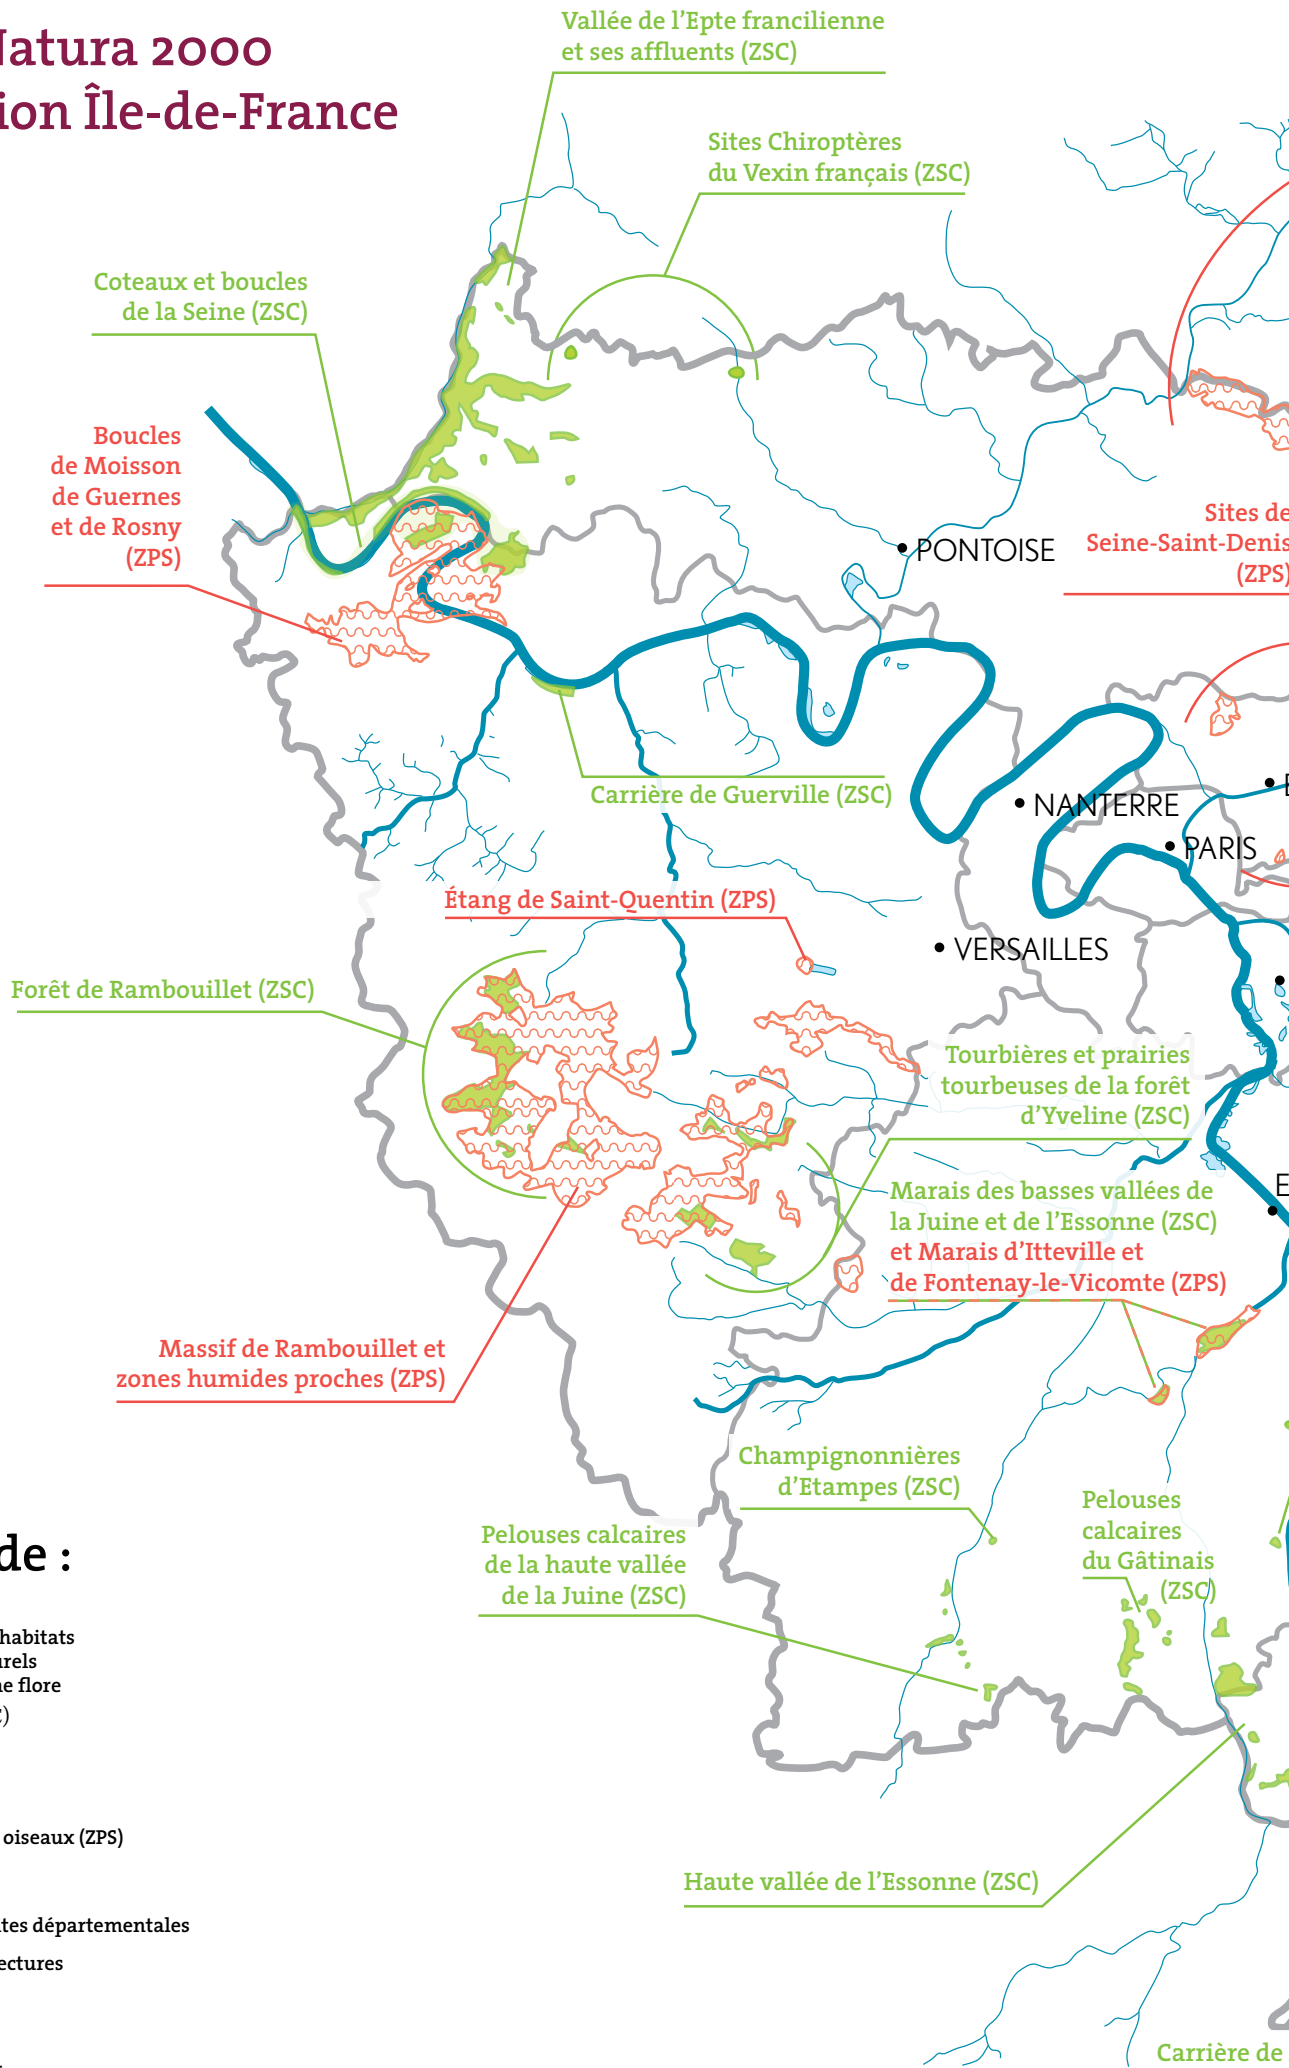 Natura 2000
ion Île-de-France
Vallée de l'Epte francilienne
et ses affluents (ZSC)
Sites Chiroptères
du Vexin français (ZSC)
Coteaux et boucles
de la Seine (ZSC)
Boucles
de Moisson
de Guernes
et de Rosny
(ZPS)
Sites de
Seine-Saint-Denis
(ZPS)
PONTOISE
Carrière de Guerville (ZSC)
NANTERRE
PARIS
Étang de Saint-Quentin (ZPS)
VERSAILLES
Forêt de Rambouillet (ZSC)
Tourbières et prairies
tourbeuses de la forêt
d'Yveline (ZSC)
Marais des basses vallées de
la Juine et de l'Essonne (ZSC)
et Marais d'Itteville et
de Fontenay-le-Vicomte (ZPS)
Massif de Rambouillet et
zones humides proches (ZPS)
Champignonnières
d'Etampes (ZSC)
Pelouses
calcaires
du Gâtinais
(ZSC)
Pelouses calcaires
de la haute vallée
de la Juine (ZSC)
de :
habitats
urels
ne flore
C)
oiseaux (ZPS)
Haute vallée de l'Essonne (ZSC)
ites départementales
ectures
Carrière de